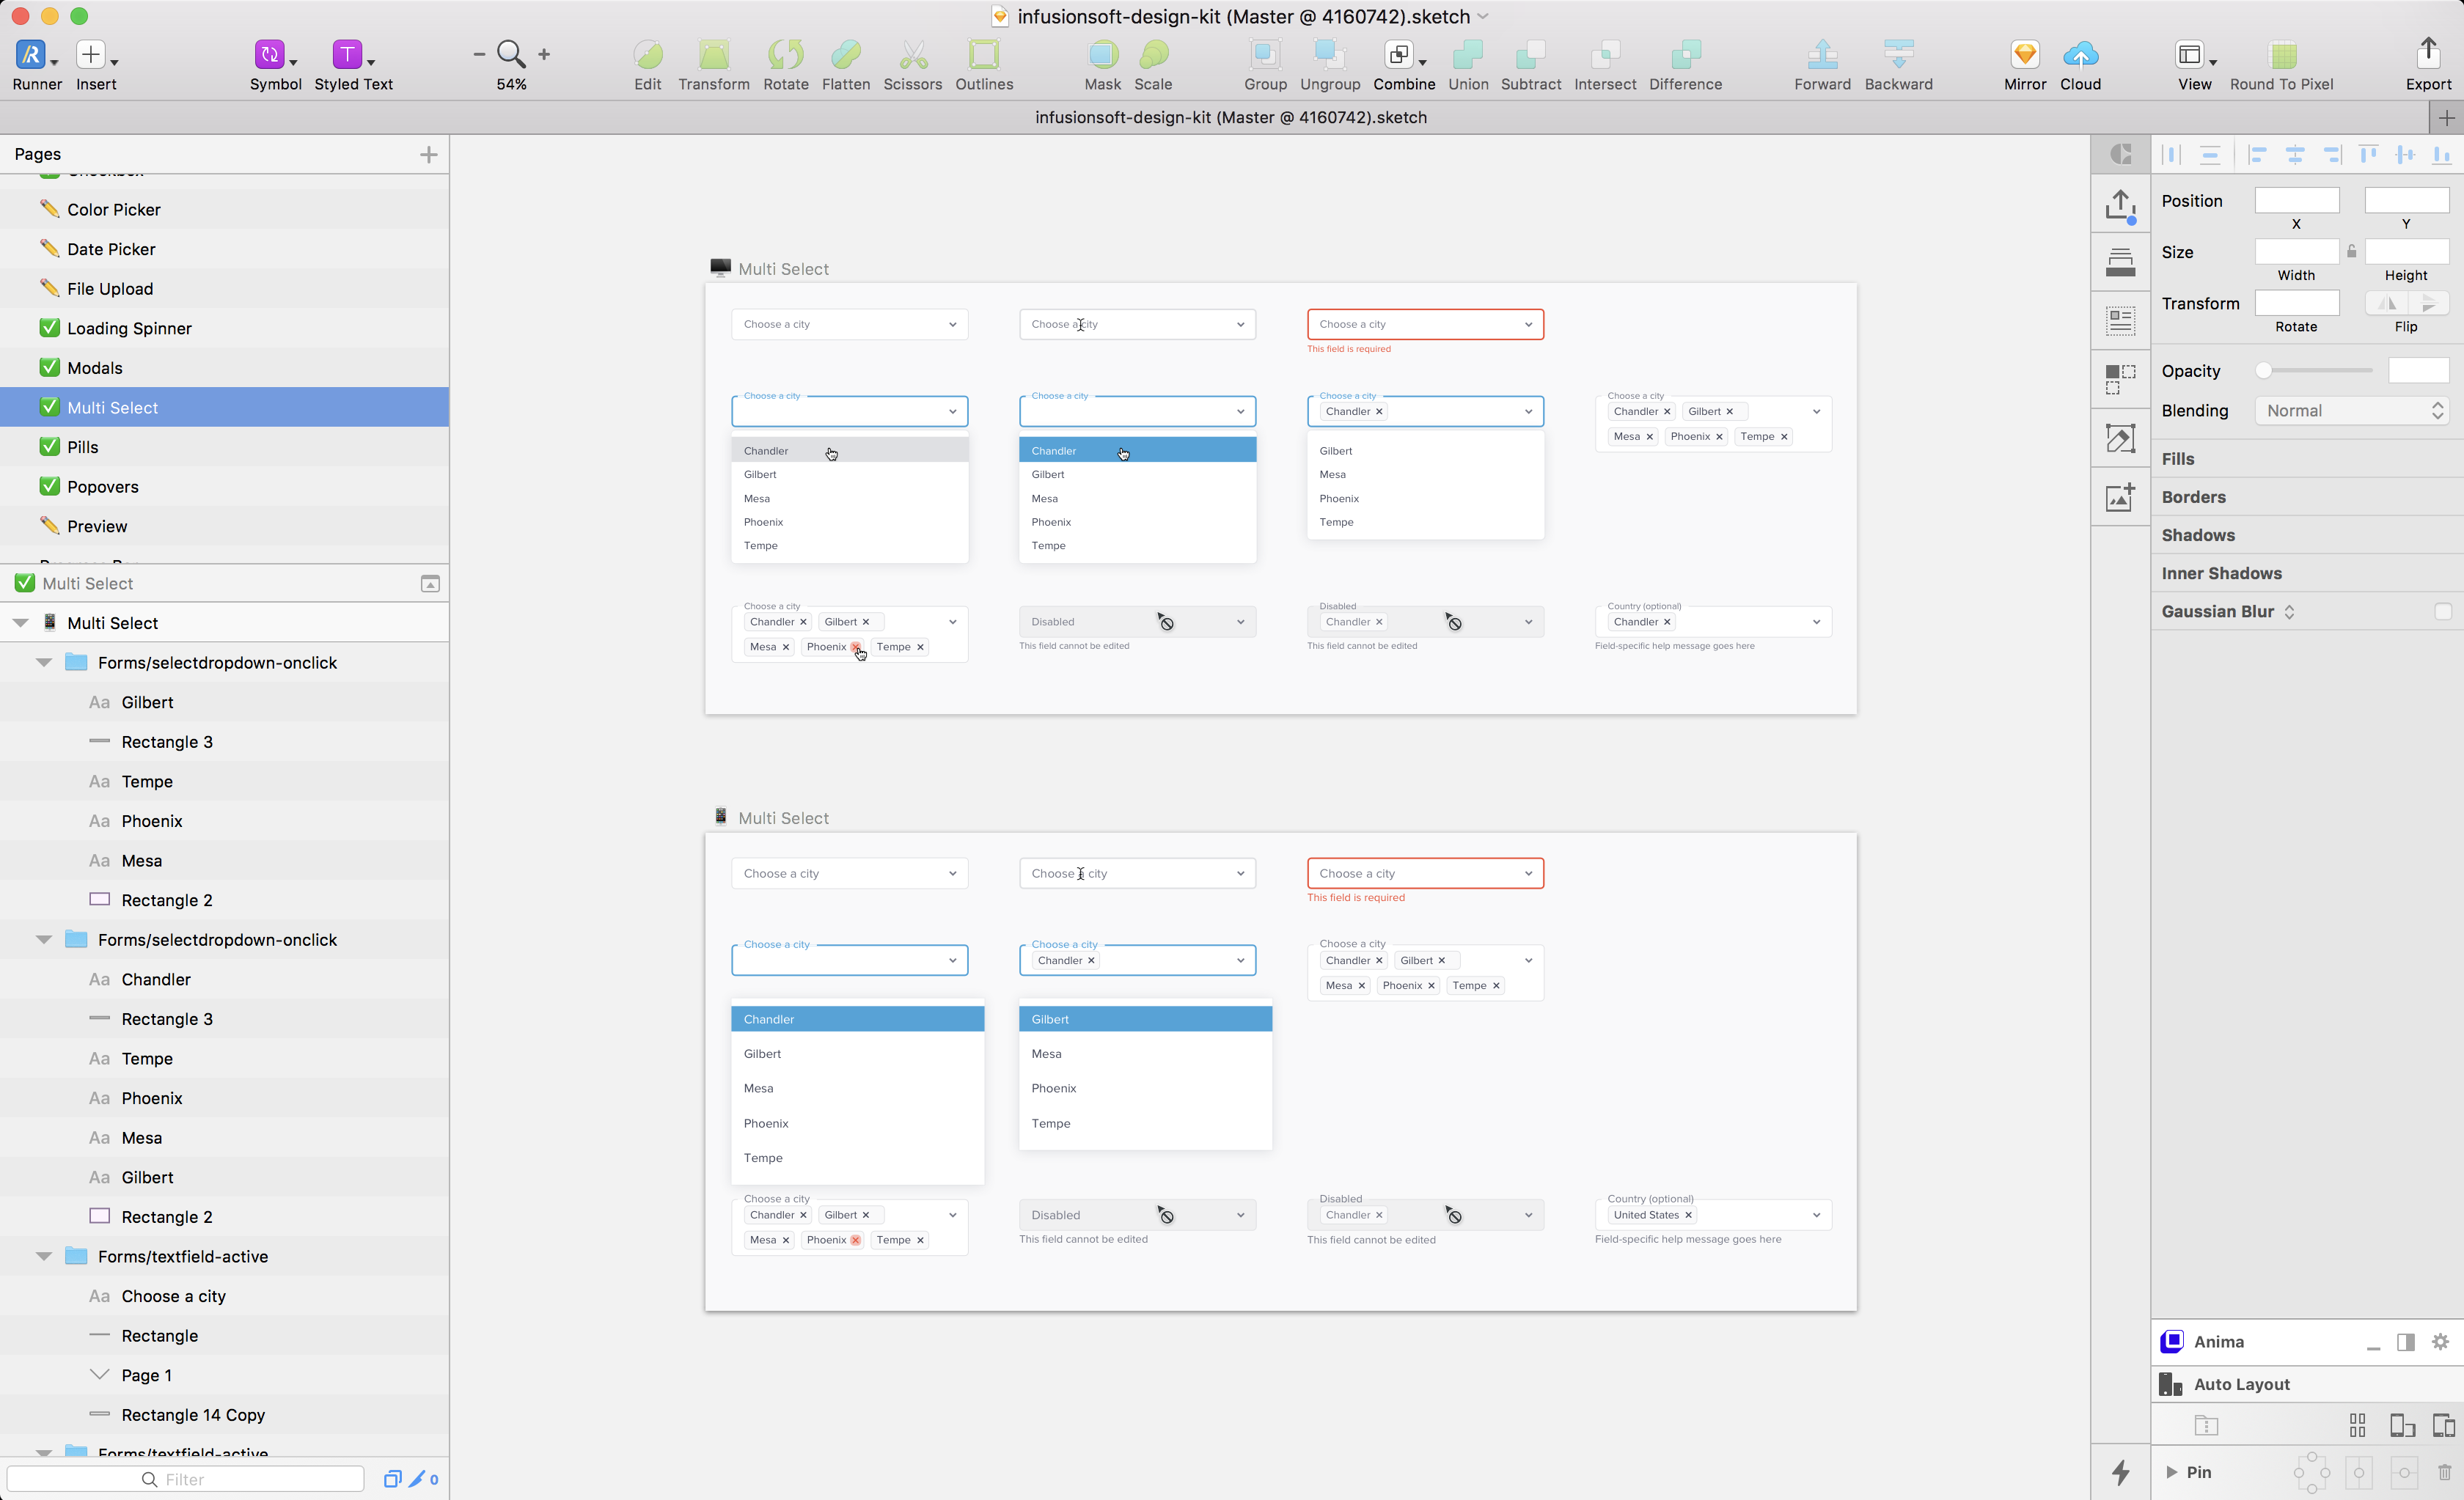 infusionsoft-design-kit (Master @ 4160742).sketch
Runner Insert Symbol Styled Text 54% Edit Transform Rotate Flatten Scissors Outlines Mask Scale Group Ungroup Combine Union Subtract Intersect Difference Forward Backward Mirror Cloud View Round To Pixel Export
infusionsoft-design-kit (Master @ 4160742).sketch
Pages
Color Picker
Date Picker
File Upload
Loading Spinner
Modals
Multi Select
Pills
Popovers
Preview
Multi Select
Multi Select
Forms/selectdropdown-onclick
Aa Gilbert
Rectangle 3
Aa Tempe
Aa Phoenix
Aa Mesa
Rectangle 2
Forms/selectdropdown-onclick
Aa Chandler
Rectangle 3
Aa Tempe
Aa Phoenix
Aa Mesa
Aa Gilbert
Rectangle 2
Forms/textfield-active
Aa Choose a city
Rectangle
Page 1
Rectangle 14 Copy
Forms/textfield-active
Filter 0
Multi Select
Choose a city Choose a city Choose a city
This field is required
Choose a city Choose a city Choose a city Choose a city
Chandler Chandler Gilbert
Mesa Phoenix Tempe
Chandler Chandler Gilbert
Gilbert Gilbert Mesa
Mesa Mesa Phoenix
Phoenix Phoenix Tempe
Tempe Tempe
Choose a city Disabled Country (optional)
Chandler Gilbert Disabled Chandler Chandler
Mesa Phoenix Tempe This field cannot be edited This field cannot be edited Field-specific help message goes here
Multi Select
Choose a city Choose a city Choose a city
This field is required
Choose a city Choose a city Choose a city
Chandler Chandler Gilbert
Mesa Phoenix Tempe
Chandler Gilbert
Gilbert Mesa
Mesa Phoenix
Phoenix Tempe
Tempe
Choose a city Disabled Country (optional)
Chandler Gilbert Disabled Chandler United States
Mesa Phoenix Tempe This field cannot be edited This field cannot be edited Field-specific help message goes here
Position
X Y
Size
Width Height
Transform
Rotate Flip
Opacity
Blending Normal
Fills
Borders
Shadows
Inner Shadows
Gaussian Blur
Anima
Auto Layout
Pin